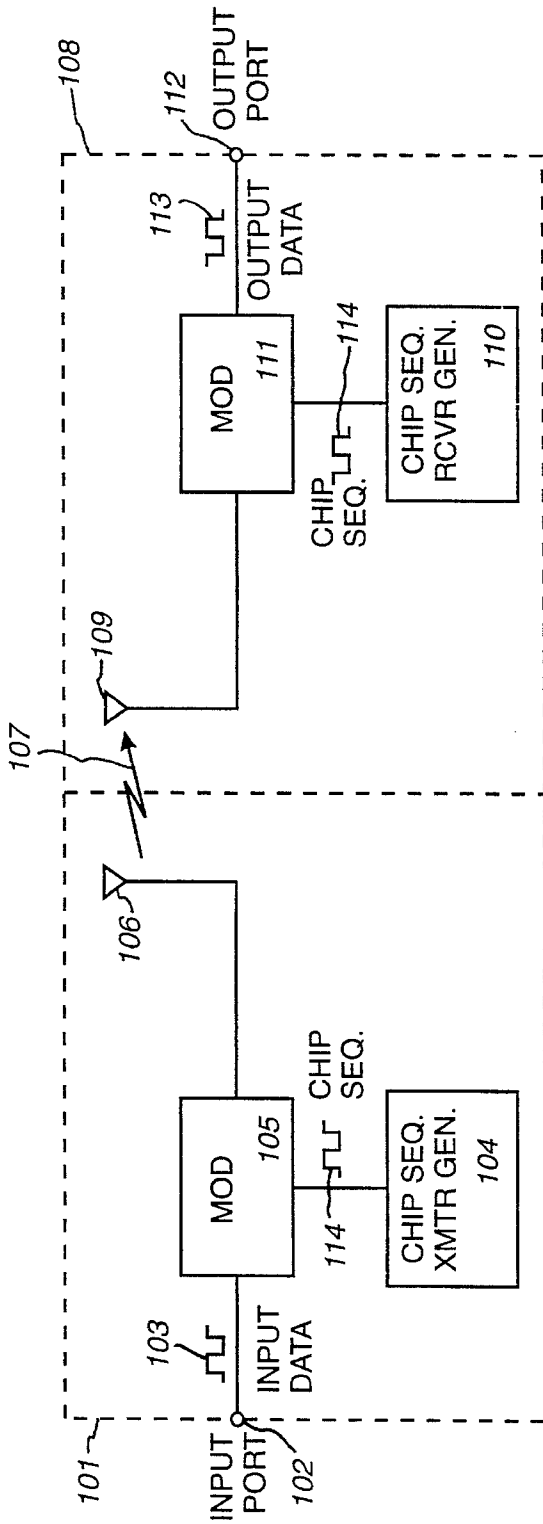 101
INPUT
PORT
102
103
INPUT
DATA
MOD
105
114
CHIP
SEQ.
CHIP SEQ.
XMTR GEN.
104
106
107
109
MOD
111
CHIP
SEQ.
114
CHIP SEQ.
RCVR GEN.
110
113
OUTPUT
DATA
112
OUTPUT
PORT
108